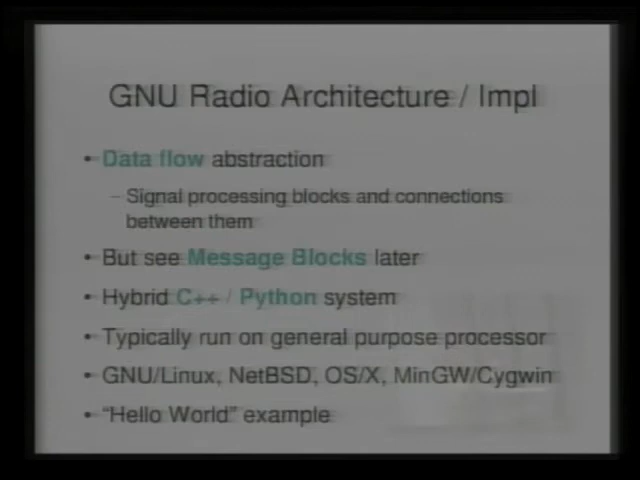 GNU Radio Architecture / Impl
• Data flow abstraction
– Signal processing blocks and connections
between them
• But see Message Blocks later
• Hybrid C++ / Python system
• Typically run on general purpose processor
• GNU/Linux, NetBSD, OS/X, MinGW/Cygwin
• "Hello World" example